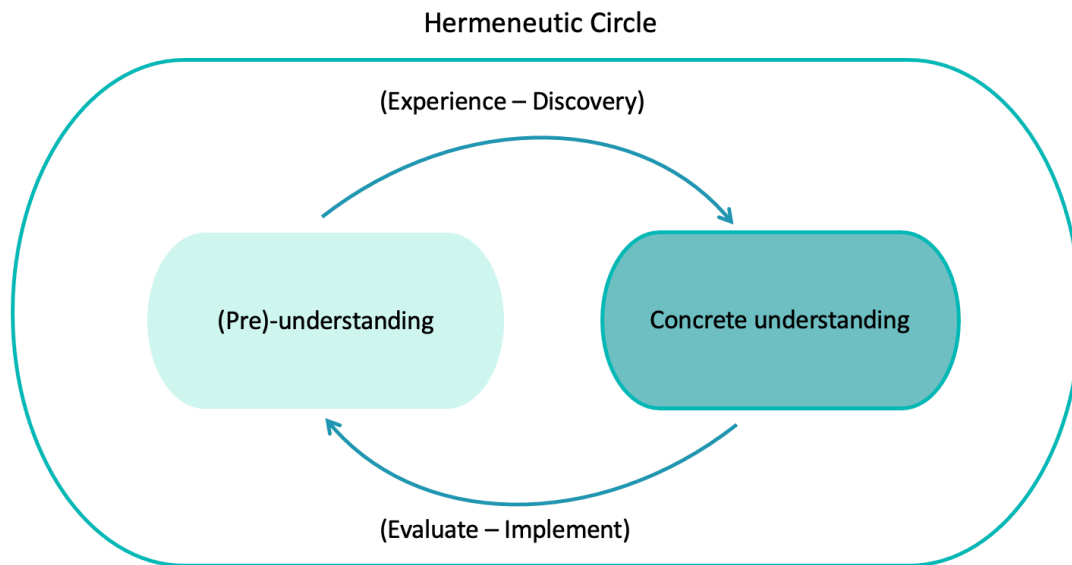 Hermeneutic Circle
(Experience – Discovery)
(Pre)-understanding
Concrete understanding
(Evaluate – Implement)